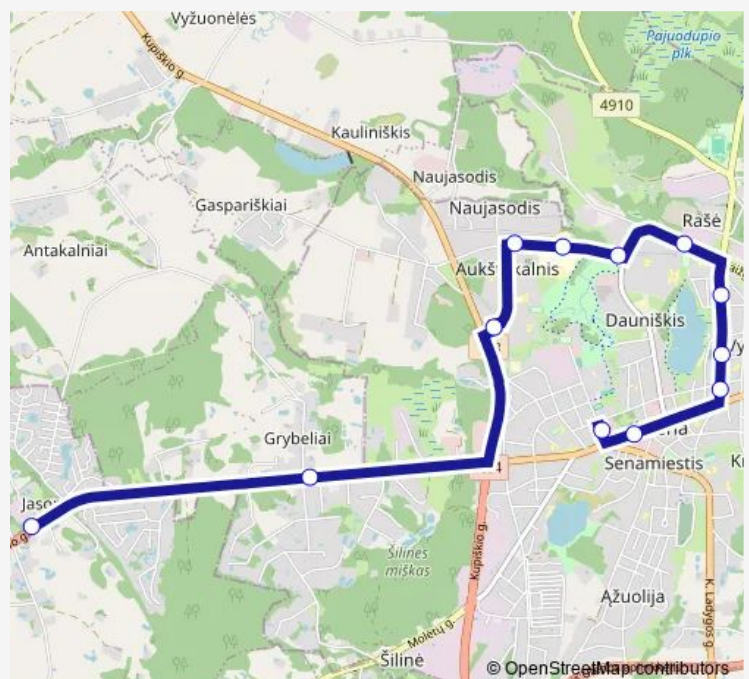 Vyžuonėlės
Pajuodupio
plk.
Kupiškio g.
4910
Kauliniškis
Naujasodis
Gaspariškiai
Naujasodis
Rašė
Antakalniai
Dauniškis
Grybeliai
Senamiestis
Šilinės
miškas
Kupiškio g.
Ąžuolija
K. Ladygos g.
Molėtų g.
Šilinė
© OpenStreetMap contributors